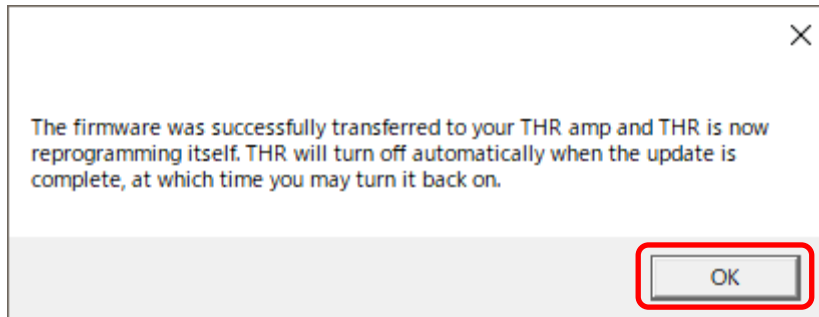 The firmware was successfully transferred to your THR amp and THR is now
reprogramming itself. THR will turn off automatically when the update is
complete, at which time you may turn it back on.
OK